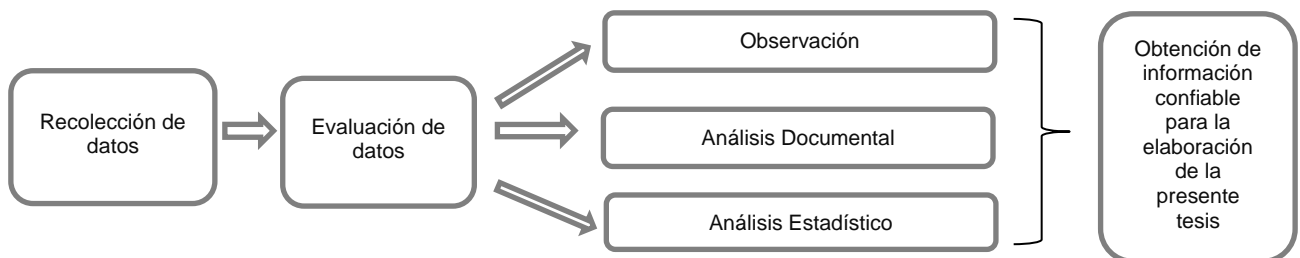 Recolección de
datos
Evaluación de
datos
Observación
Análisis Documental
Análisis Estadístico
Obtención de
información
confiable
para la
elaboración
de la
presente
tesis